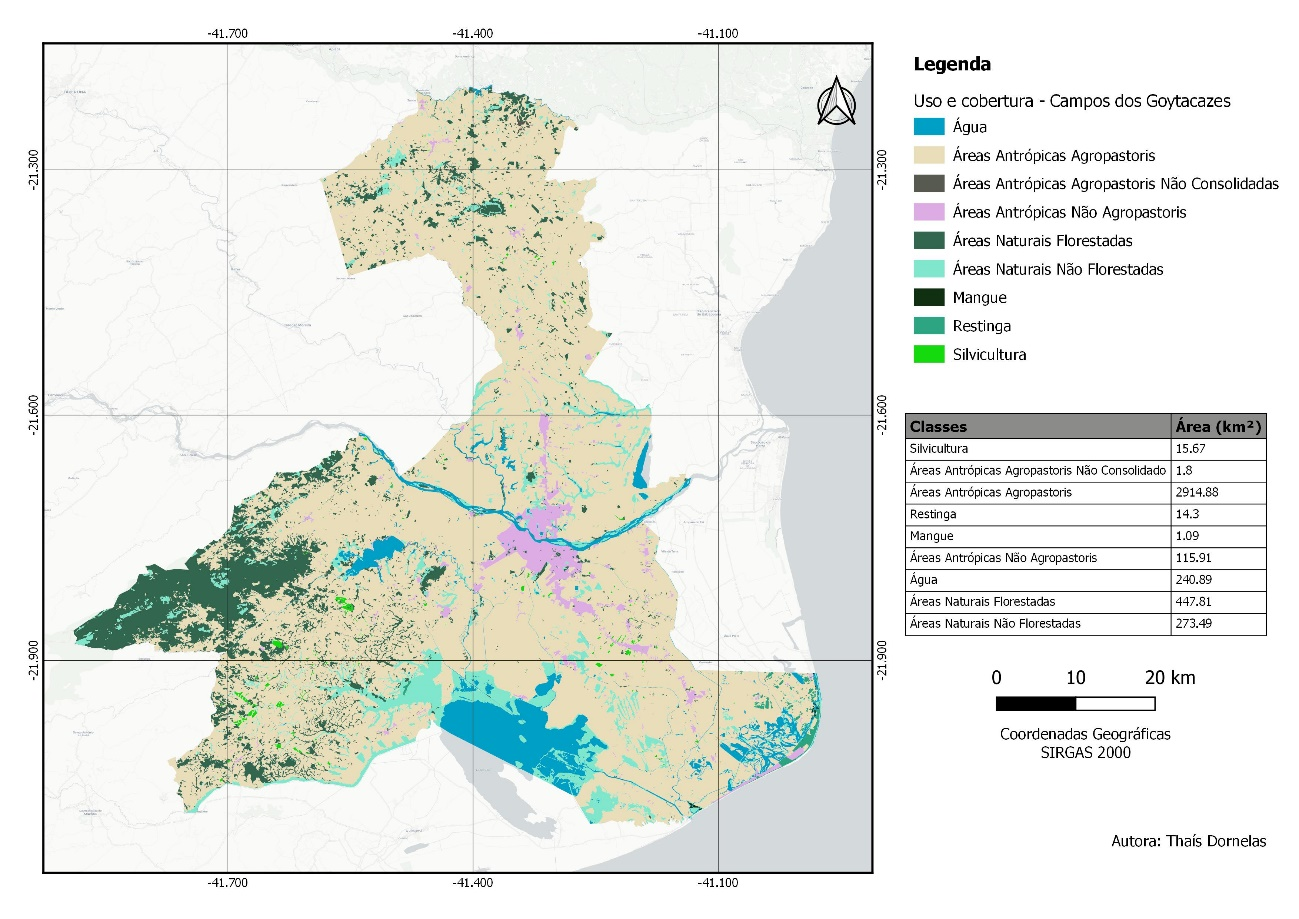 -41.700 -41.400 -41.100
-21.300 -21.300
-21.600 -21.600
-21.900 -21.900
-41.700 -41.400 -41.100
Legenda
Uso e cobertura - Campos dos Goytacazes
Água
Áreas Antrópicas Agropastoris
Áreas Antrópicas Agropastoris Não Consolidadas
Áreas Antrópicas Não Agropastoris
Áreas Naturais Florestadas
Áreas Naturais Não Florestadas
Mangue
Restinga
Silvicultura
Classes Área (km²)
Silvicultura 15.67
Áreas Antrópicas Agropastoris Não Consolidado 1.8
Áreas Antrópicas Agropastoris 2914.88
Restinga 14.3
Mangue 1.09
Áreas Antrópicas Não Agropastoris 115.91
Água 240.89
Áreas Naturais Florestadas 447.81
Áreas Naturais Não Florestadas 273.49
0 10 20 km
Coordenadas Geográficas
SIRGAS 2000
Autora: Thaís Dornelas